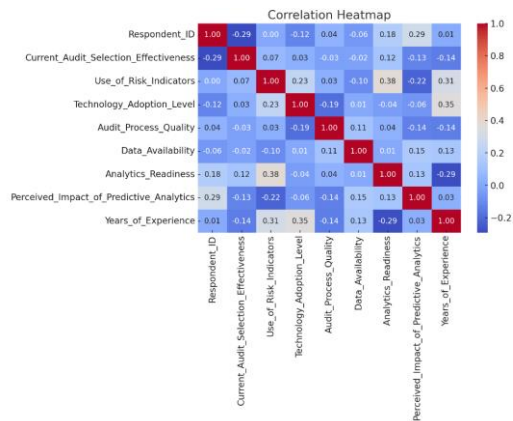 Correlation Heatmap
Respondent_ID 1.00 -0.29 0.00 -0.12 0.04 -0.06 0.18 0.29 0.01
Current_Audit_Selection_Effectiveness -0.29 1.00 0.07 0.03 -0.03 -0.02 0.12 -0.13 -0.14
Use_of_Risk_Indicators 0.00 0.07 1.00 0.23 0.03 -0.10 0.38 -0.22 0.31
Technology_Adoption_Level -0.12 0.03 0.23 1.00 -0.19 0.01 -0.04 -0.06 0.35
Audit_Process_Quality 0.04 -0.03 0.03 -0.19 1.00 0.11 0.04 -0.14 -0.14
Data_Availability -0.06 -0.02 -0.10 0.01 0.11 1.00 0.01 0.15 0.13
Analytics_Readiness 0.18 0.12 0.38 -0.04 0.04 0.01 1.00 0.13 -0.29
Perceived_Impact_of_Predictive_Analytics 0.29 -0.13 -0.22 -0.06 -0.14 0.15 0.13 1.00 0.03
Years_of_Experience 0.01 -0.14 0.31 0.35 -0.14 0.13 -0.29 0.03 1.00
Respondent_ID
Current_Audit_Selection_Effectiveness
Use_of_Risk_Indicators
Technology_Adoption_Level
Audit_Process_Quality
Data_Availability
Analytics_Readiness
Perceived_Impact_of_Predictive_Analytics
Years_of_Experience
1.0
0.8
0.6
0.4
0.2
0.0
-0.2